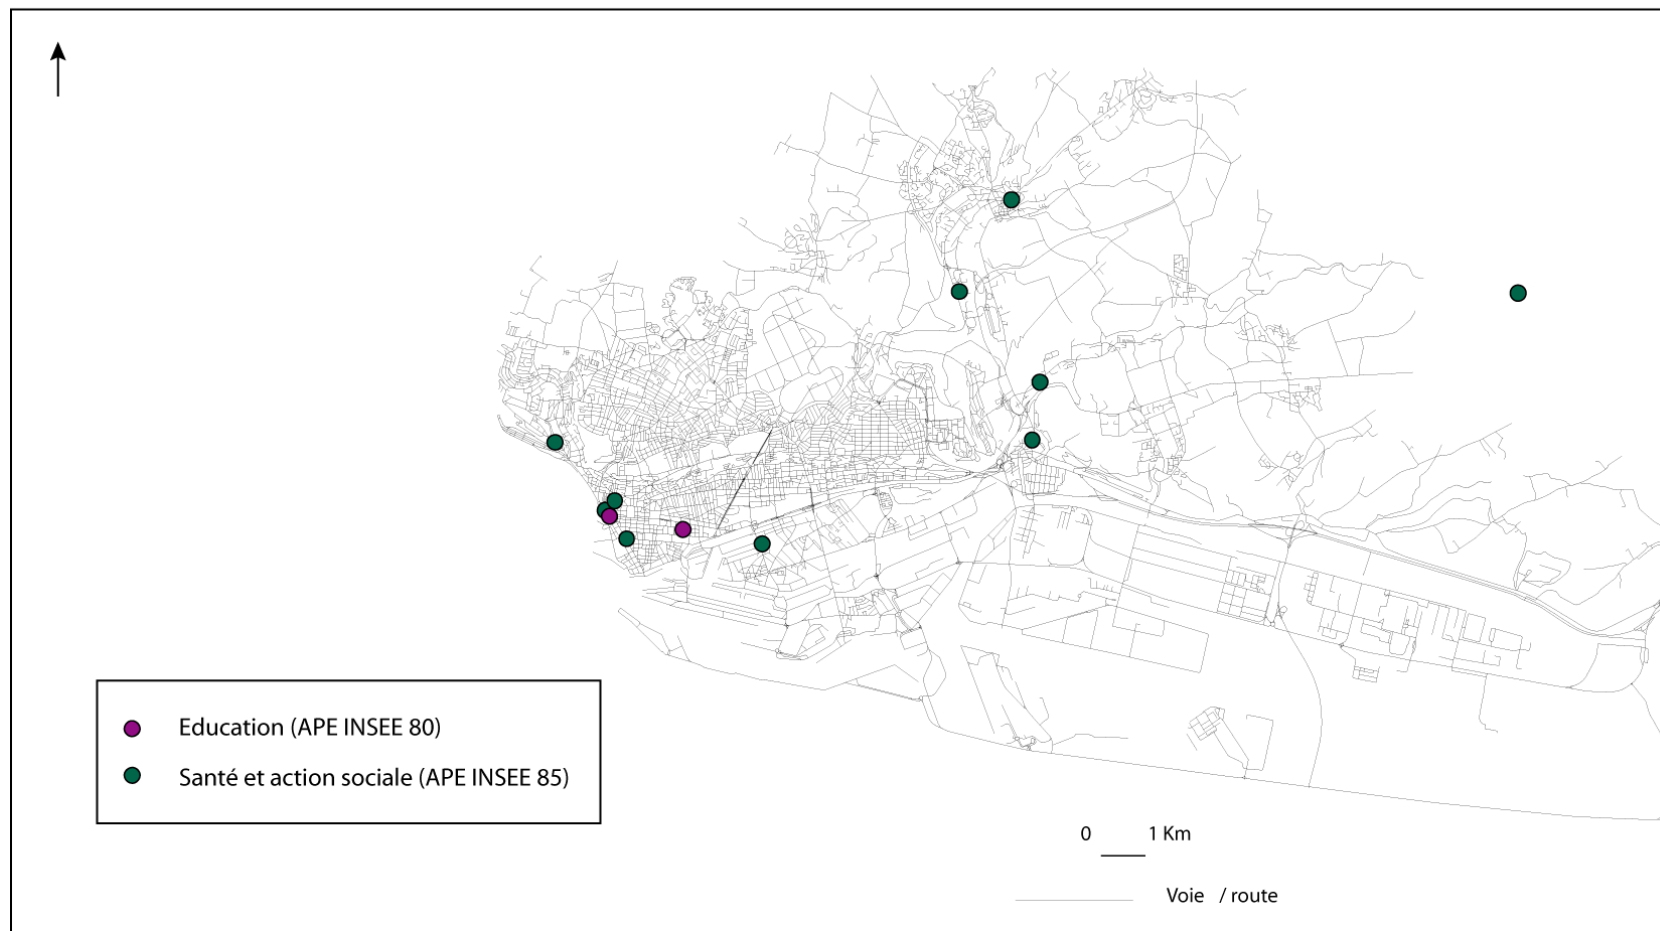 Education (APE INSEE 80)
Santé et action sociale (APE INSEE 85)
0 1 Km
Voie / route